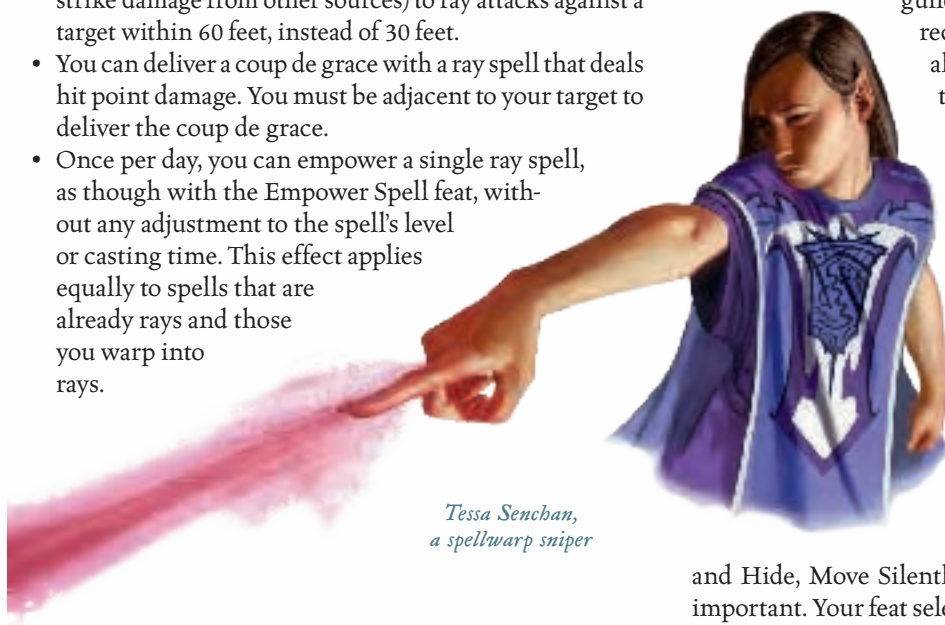 strike damage from other sources) to ray attacks against a
target within 60 feet, instead of 30 feet.
• You can deliver a coup de grace with a ray spell that deals
hit point damage. You must be adjacent to your target to
deliver the coup de grace.
• Once per day, you can empower a single ray spell,
as though with the Empower Spell feat, with-
out any adjustment to the spell's level
or casting time. This effect applies
equally to spells that are
already rays and those
you warp into
rays.
Tessa Senchan,
a spellwarp sniper
and Hide, Move Silentl
important. Your feat sele